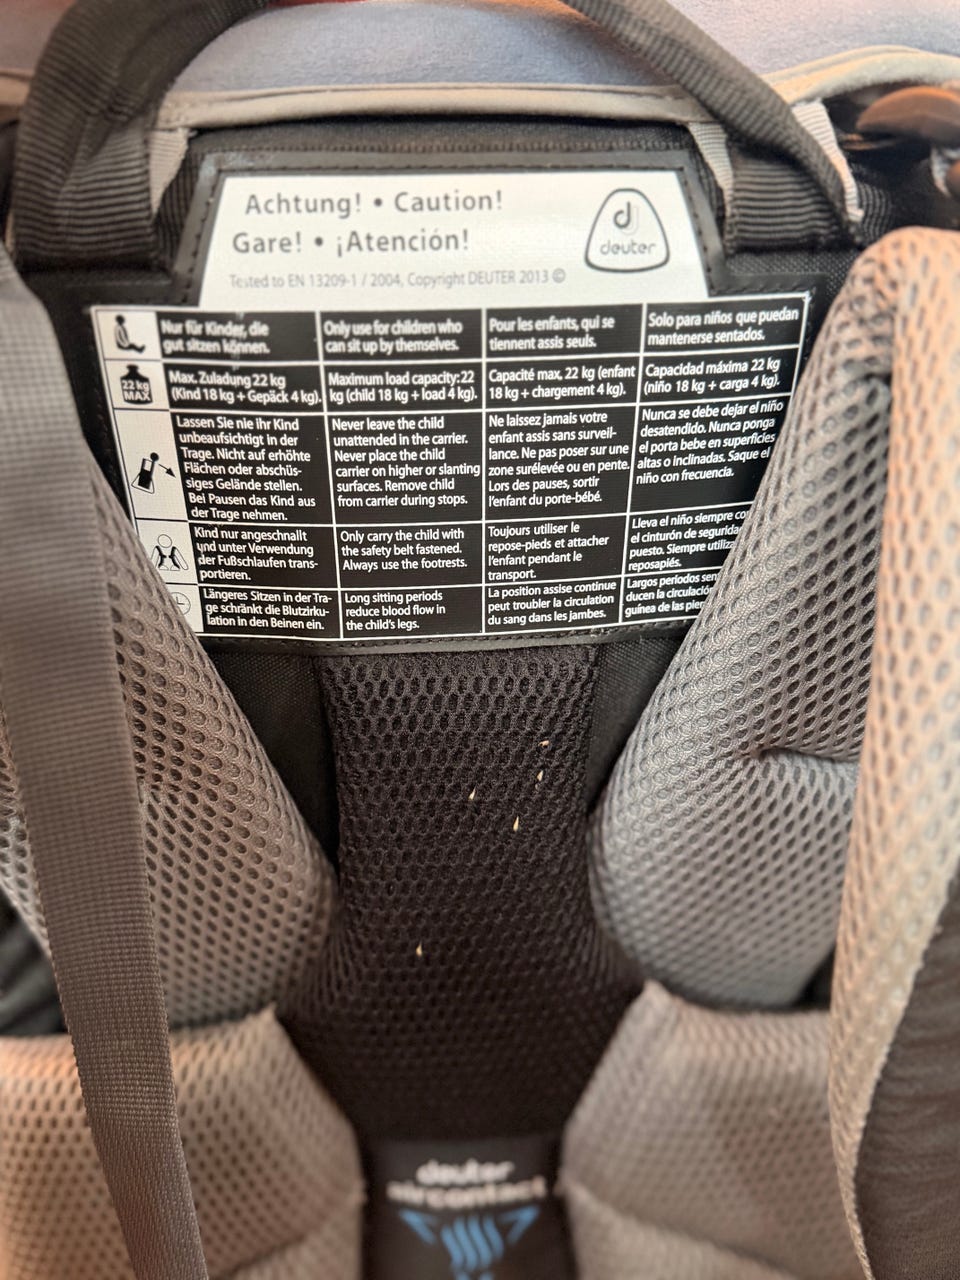 Achtung! • Caution!
Gare! • ¡Atención!
deuter
Tested to EN 13209-1 / 2004, Copyright DEUTER 2013 ©
Nur für Kinder, die
gut sitzen können.
Only use for children who
can sit up by themselves.
Pour les enfants, qui se
tiennent assis seuls.
Solo para niños que puedan
mantenerse sentados.
22 kg
MAX
Max. Zuladung 22 kg
(Kind 18 kg + Gepäck 4 kg).
Maximum load capacity: 22
kg (child 18 kg + load 4 kg).
Capacité max. 22 kg (enfant
18 kg + chargement 4 kg).
Capacidad máxima 22 kg
(niño 18 kg + carga 4 kg).
Lassen Sie nie Ihr Kind
unbeaufsichtigt in der
Trage. Nicht auf erhöhte
Flächen oder abschüs-
siges Gelände stellen.
Bei Pausen das Kind aus
der Trage nehmen.
Never leave the child
unattended in the carrier.
Never place the child
carrier on higher or slanting
surfaces. Remove child
from carrier during stops.
Ne laissez jamais votre
enfant assis sans surveil-
lance. Ne pas poser sur une
zone surélevée ou en pente.
Lors des pauses, sortir
l'enfant du porte-bébé.
Nunca se debe dejar el niño
desatendido. Nunca ponga
el porta bebe en superficies
altas o inclinadas. Saque el
niño con frecuencia.
Kind nur angeschnallt
und unter Verwendung
der Fußschlaufen trans-
portieren.
Only carry the child with
the safety belt fastened.
Always use the footrests.
Toujours utiliser le
repose-pieds et attacher
l'enfant pendant le
transport.
Lleva el niño siempre
el cinturón de
puesto. Siempre
reposapiés.
Längeres Sitzen in der Tra-
ge schränkt die Blutzirku-
lation in den Beinen ein.
Long sitting periods
reduce blood flow in
the child's legs.
La position assise continue
peut troubler la circulation
du sang dans les jambes.
Largos periodos
ducen la
guínea de las
deuter
aircontact